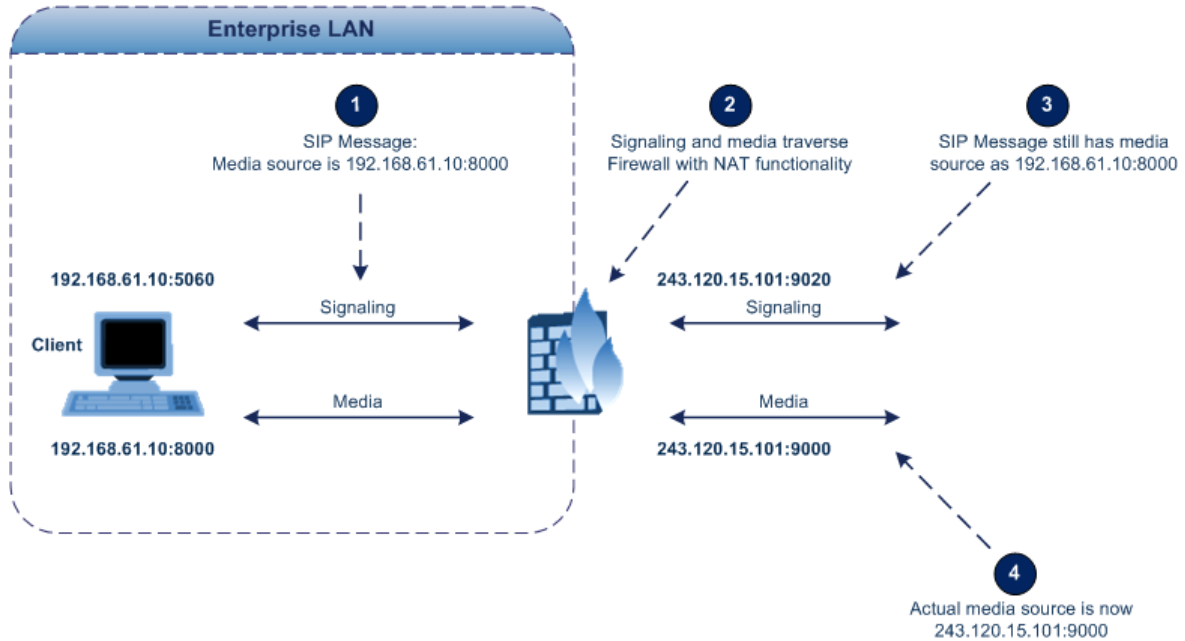 Enterprise LAN
1
SIP Message:
Media source is 192.168.61.10:8000
2
Signaling and media traverse
Firewall with NAT functionality
3
SIP Message still has media
source as 192.168.61.10:8000
192.168.61.10:5060
Signaling
243.120.15.101:9020
Signaling
Client
Media
Media
192.168.61.10:8000
243.120.15.101:9000
4
Actual media source is now
243.120.15.101:9000